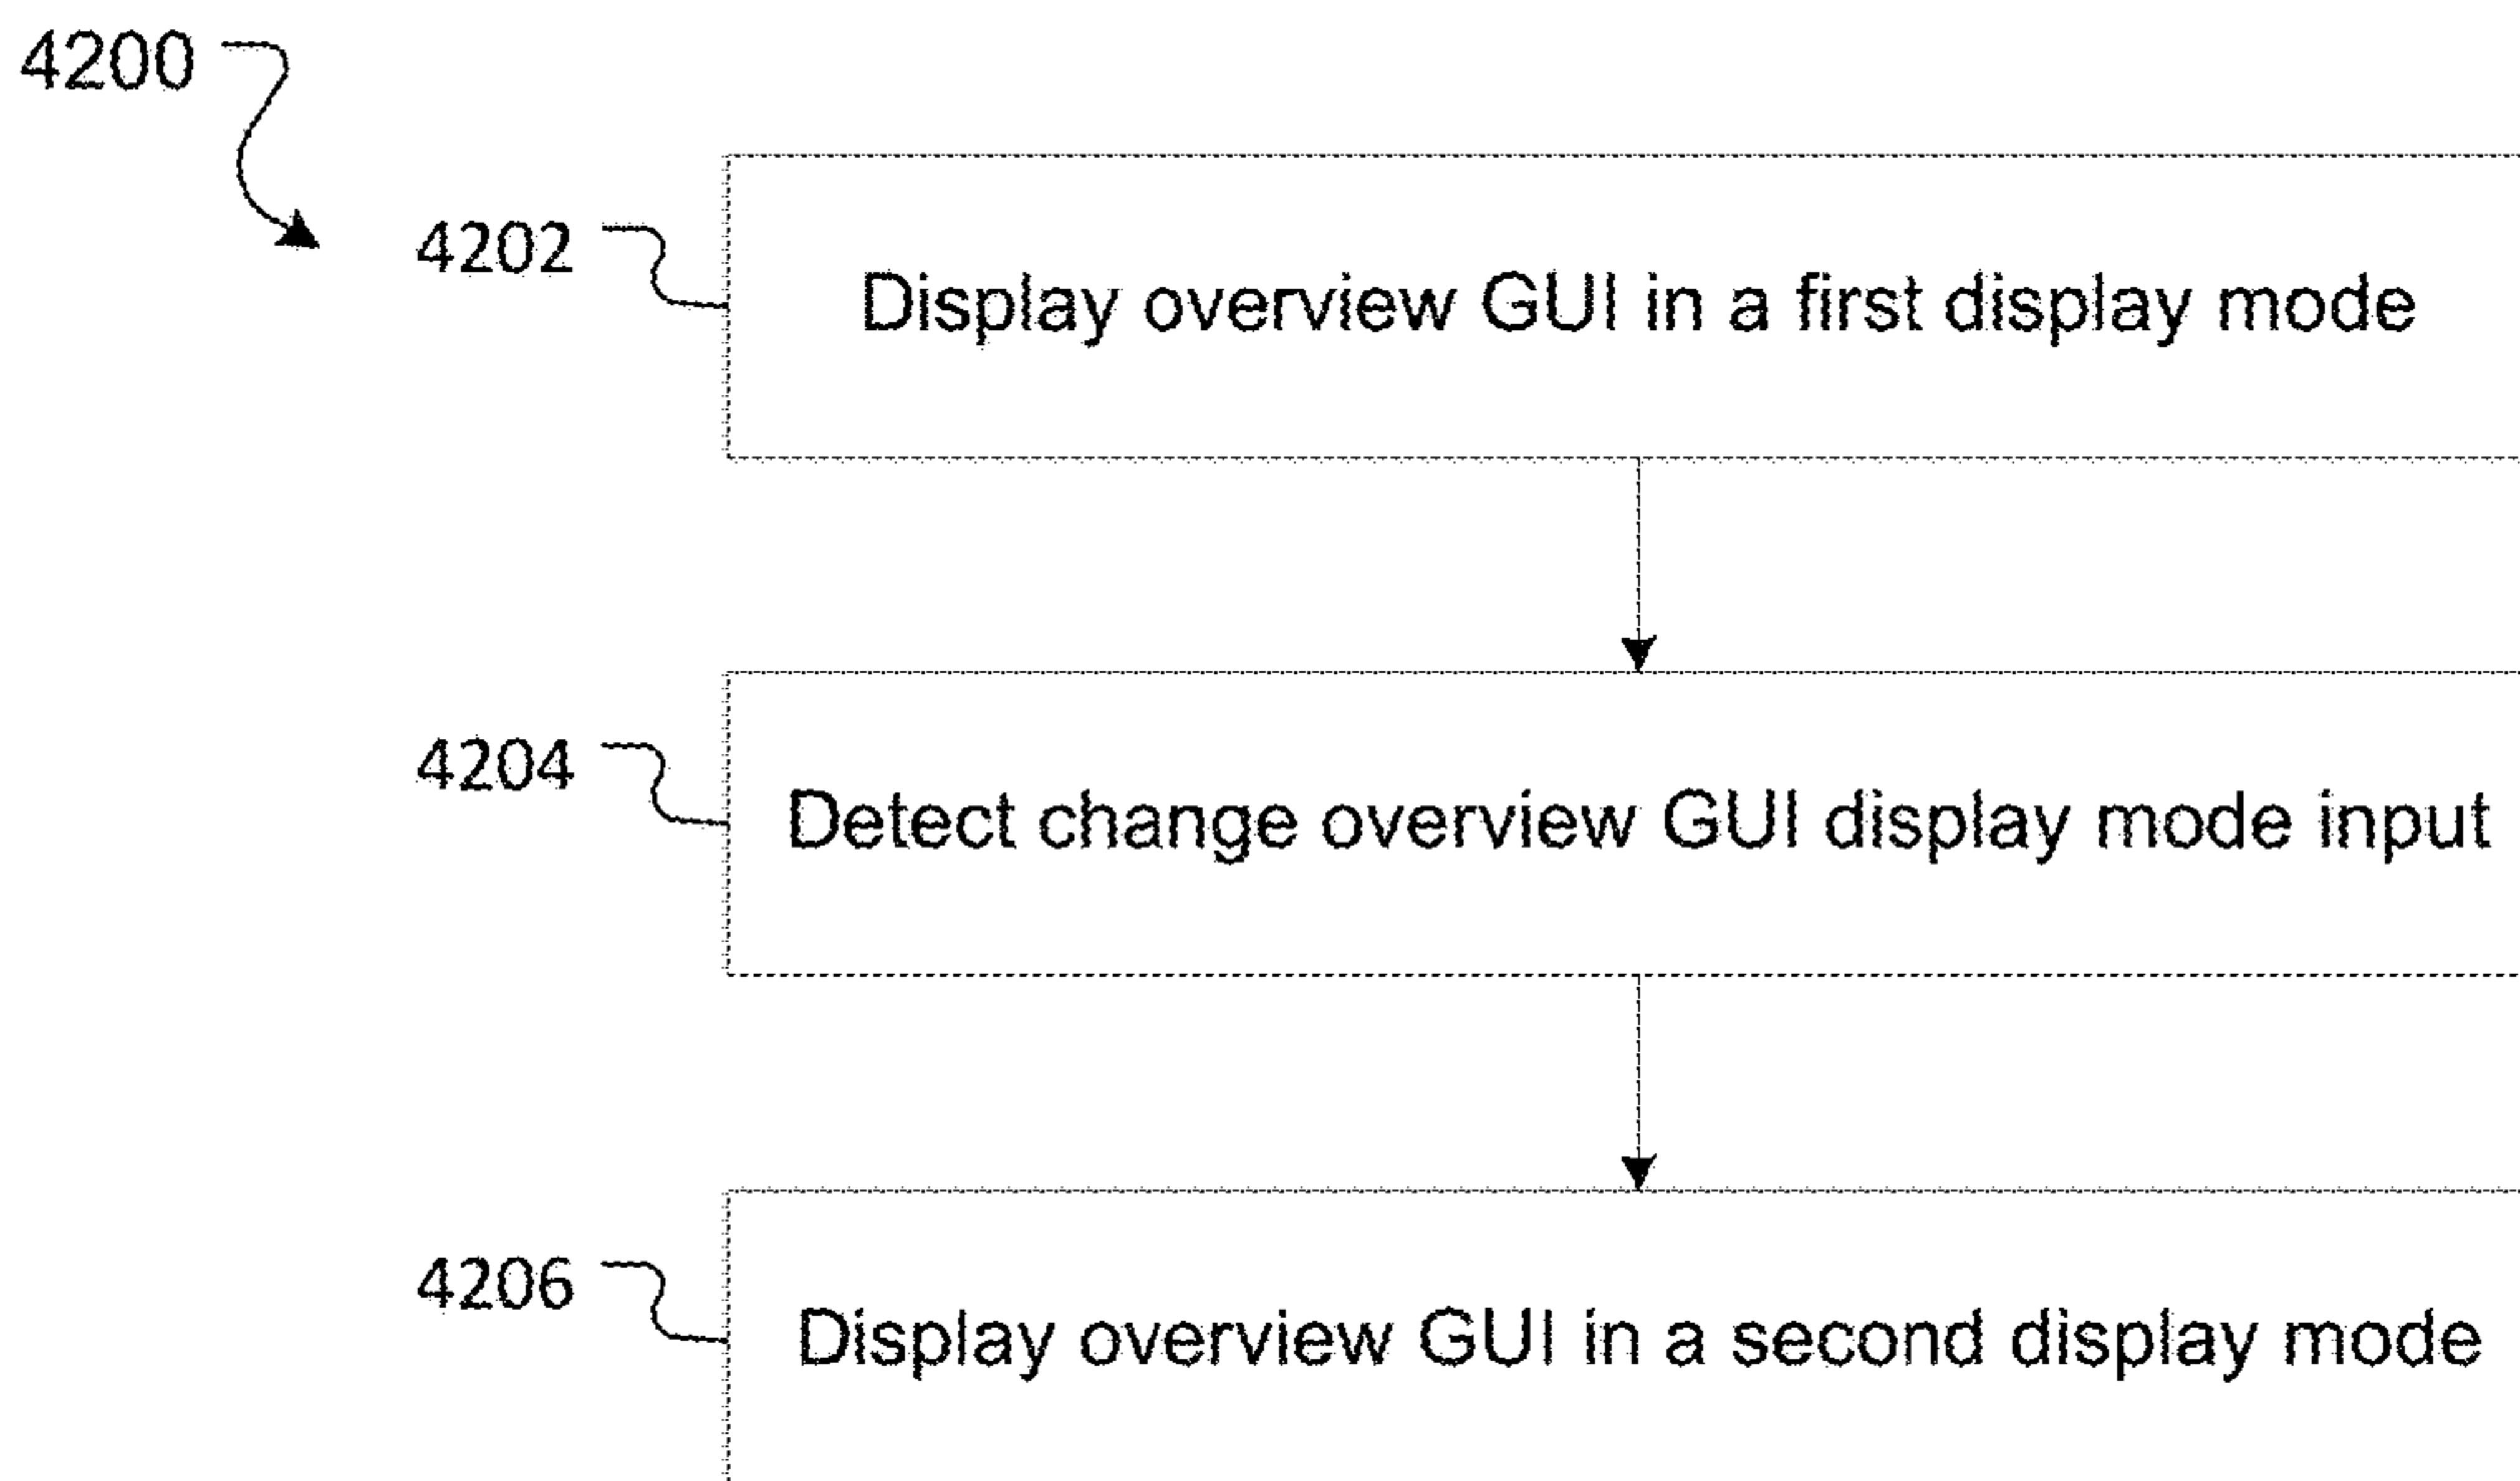 4200
4202
Display overview GUI in a first display mode
4204
Detect change overview GUI display mode input
4206
Display overview GUI in a second display mode